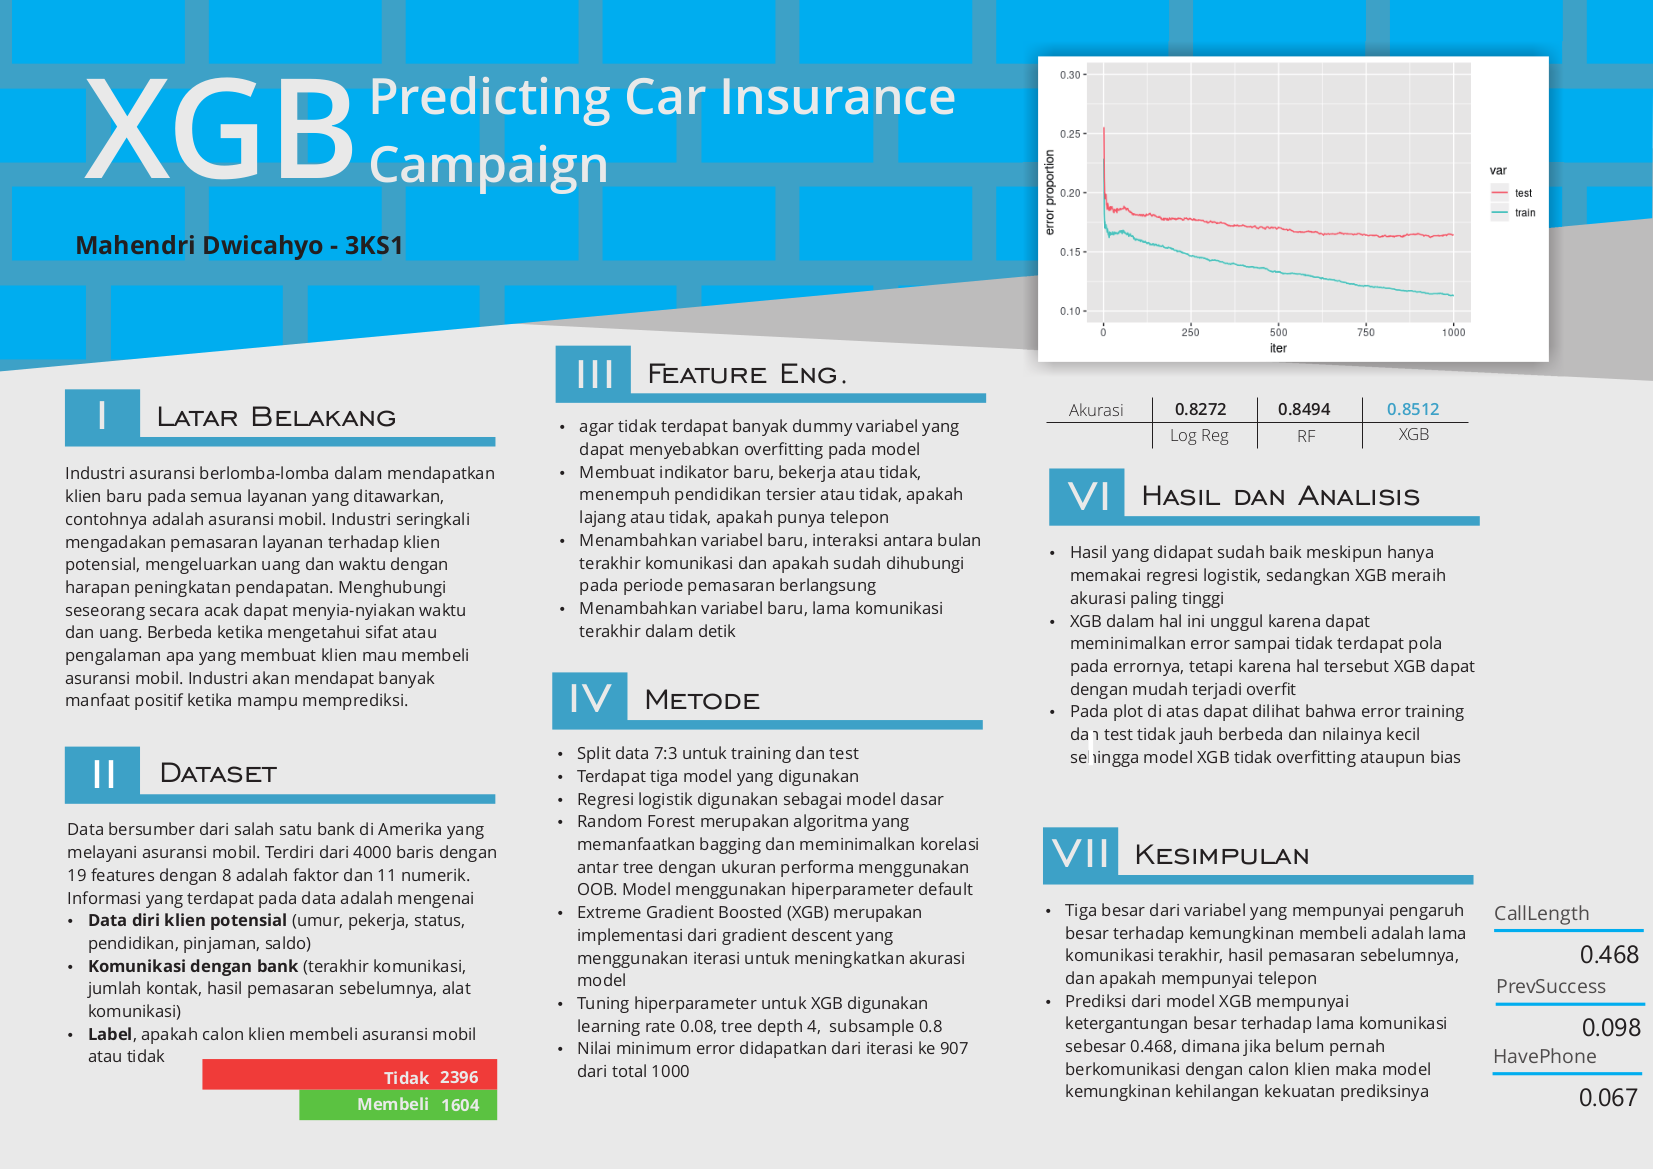 XGB
Predicting Car Insurance
Campaign
Mahendri Dwicahyo - 3KS1
I
Latar Belakang
Industri asuransi berlomba-lomba dalam mendapatkan
klien baru pada semua layanan yang ditawarkan,
contohnya adalah asuransi mobil. Industri seringkali
mengadakan pemasaran layanan terhadap klien
potensial, mengeluarkan uang dan waktu dengan
harapan peningkatan pendapatan. Menghubungi
seseorang secara acak dapat menyia-nyiakan waktu
dan uang. Berbeda ketika mengetahui sifat atau
pengalaman apa yang membuat klien mau membeli
asuransi mobil. Industri akan mendapat banyak
manfaat positif ketika mampu memprediksi.
II
Dataset
Data bersumber dari salah satu bank di Amerika yang
melayani asuransi mobil. Terdiri dari 4000 baris dengan
19 features dengan 8 adalah faktor dan 11 numerik.
Informasi yang terdapat pada data adalah mengenai
• Data diri klien potensial (umur, pekerja, status,
pendidikan, pinjaman, saldo)
• Komunikasi dengan bank (terakhir komunikasi,
jumlah kontak, hasil pemasaran sebelumnya, alat
komunikasi)
• Label, apakah calon klien membeli asuransi mobil
atau tidak
Tidak 2396
Membeli 1604
III
Feature Eng.
• agar tidak terdapat banyak dummy variabel yang
dapat menyebabkan overfitting pada model
• Membuat indikator baru, bekerja atau tidak,
menempuh pendidikan tersier atau tidak, apakah
lajang atau tidak, apakah punya telepon
• Menambahkan variabel baru, interaksi antara bulan
terakhir komunikasi dan apakah sudah dihubungi
pada periode pemasaran berlangsung
• Menambahkan variabel baru, lama komunikasi
terakhir dalam detik
IV
Metode
• Split data 7:3 untuk training dan test
• Terdapat tiga model yang digunakan
• Regresi logistik digunakan sebagai model dasar
• Random Forest merupakan algoritma yang
memanfaatkan bagging dan meminimalkan korelasi
antar tree dengan ukuran performa menggunakan
OOB. Model menggunakan hiperparameter default
• Extreme Gradient Boosted (XGB) merupakan
implementasi dari gradient descent yang
menggunakan iterasi untuk meningkatkan akurasi
model
• Tuning hiperparameter untuk XGB digunakan
learning rate 0.08, tree depth 4, subsample 0.8
• Nilai minimum error didapatkan dari iterasi ke 907
dari total 1000
error proportion
0.30
0.25
0.20
0.15
0.10
0 250 500 750 1000
iter
var
test
train
Akurasi 0.8272 0.8494 0.8512
Log Reg RF XGB
VI
Hasil dan Analisis
• Hasil yang didapat sudah baik meskipun hanya
memakai regresi logistik, sedangkan XGB meraih
akurasi paling tinggi
• XGB dalam hal ini unggul karena dapat
meminimalkan error sampai tidak terdapat pola
pada errornya, tetapi karena hal tersebut XGB dapat
dengan mudah terjadi overfit
• Pada plot di atas dapat dilihat bahwa error training
dan test tidak jauh berbeda dan nilainya kecil
sehingga model XGB tidak overfitting ataupun bias
VII
Kesimpulan
• Tiga besar dari variabel yang mempunyai pengaruh
besar terhadap kemungkinan membeli adalah lama
komunikasi terakhir, hasil pemasaran sebelumnya,
dan apakah mempunyai telepon
• Prediksi dari model XGB mempunyai
ketergantungan besar terhadap lama komunikasi
sebesar 0.468, dimana jika belum pernah
berkomunikasi dengan calon klien maka model
kemungkinan kehilangan kekuatan prediksinya
CallLength
0.468
PrevSuccess
0.098
HavePhone
0.067